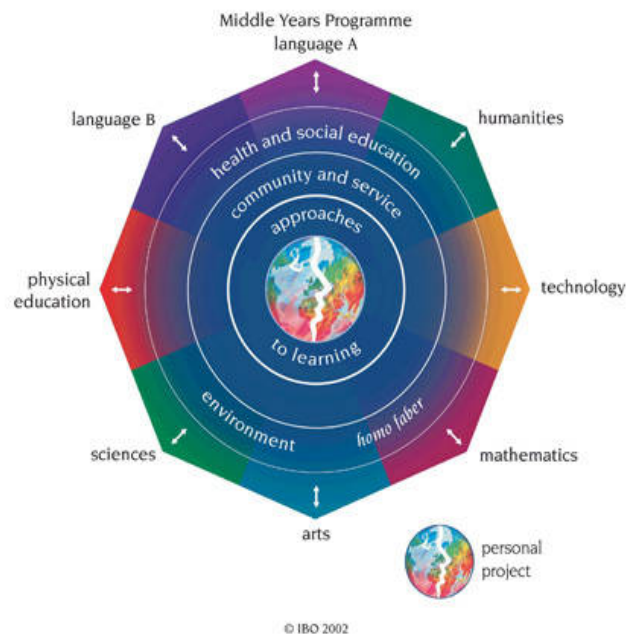 Middle Years Programme
language A
language B
humanities
health and social education
community and service
approaches
physical
education
technology
to learning
environment
homo faber
sciences
mathematics
arts
personal
project
© IBO 2002